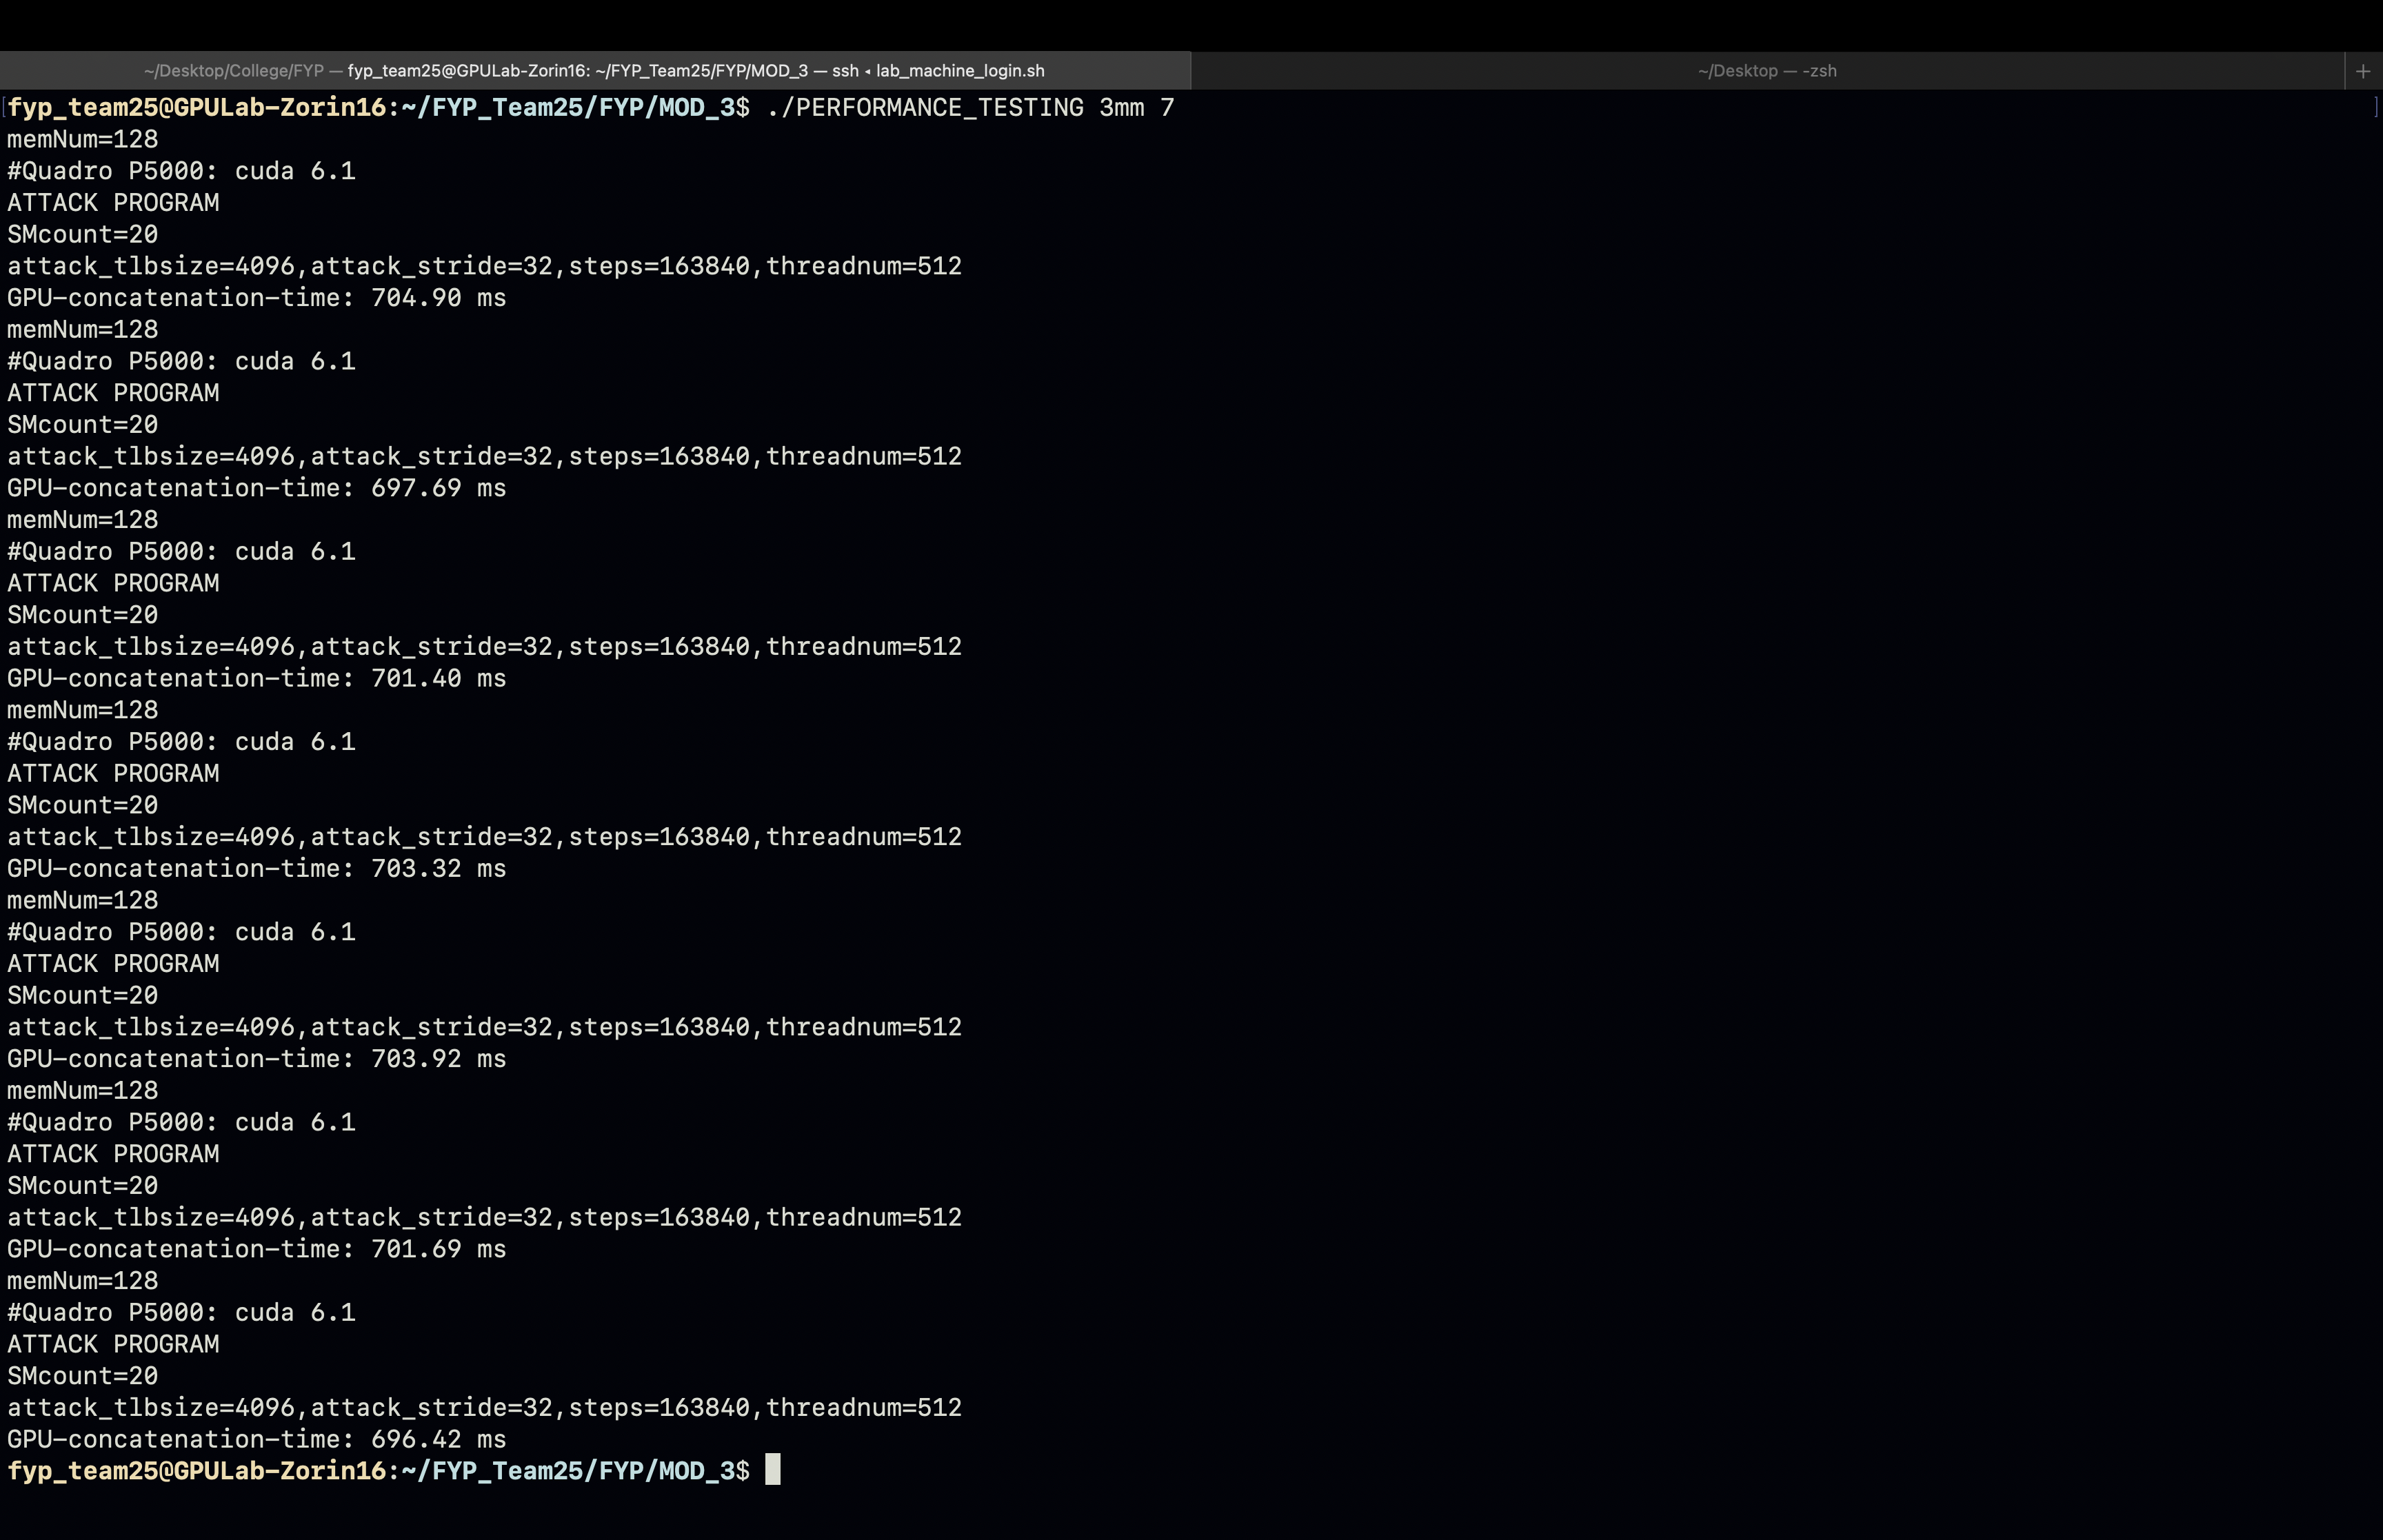 ~/Desktop/College/FYP — fyp_team25@GPULab-Zorin16: ~/FYP_Team25/FYP/MOD_3 — ssh ◂ lab_machine_login.sh
~/Desktop — -zsh
+
[fyp_team25@GPULab-Zorin16:~/FYP_Team25/FYP/MOD_3$ ./PERFORMANCE_TESTING 3mm 7 ]
memNum=128
#Quadro P5000: cuda 6.1
ATTACK PROGRAM
SMcount=20
attack_tlbsize=4096,attack_stride=32,steps=163840,threadnum=512
GPU-concatenation-time: 704.90 ms
memNum=128
#Quadro P5000: cuda 6.1
ATTACK PROGRAM
SMcount=20
attack_tlbsize=4096,attack_stride=32,steps=163840,threadnum=512
GPU-concatenation-time: 697.69 ms
memNum=128
#Quadro P5000: cuda 6.1
ATTACK PROGRAM
SMcount=20
attack_tlbsize=4096,attack_stride=32,steps=163840,threadnum=512
GPU-concatenation-time: 701.40 ms
memNum=128
#Quadro P5000: cuda 6.1
ATTACK PROGRAM
SMcount=20
attack_tlbsize=4096,attack_stride=32,steps=163840,threadnum=512
GPU-concatenation-time: 703.32 ms
memNum=128
#Quadro P5000: cuda 6.1
ATTACK PROGRAM
SMcount=20
attack_tlbsize=4096,attack_stride=32,steps=163840,threadnum=512
GPU-concatenation-time: 703.92 ms
memNum=128
#Quadro P5000: cuda 6.1
ATTACK PROGRAM
SMcount=20
attack_tlbsize=4096,attack_stride=32,steps=163840,threadnum=512
GPU-concatenation-time: 701.69 ms
memNum=128
#Quadro P5000: cuda 6.1
ATTACK PROGRAM
SMcount=20
attack_tlbsize=4096,attack_stride=32,steps=163840,threadnum=512
GPU-concatenation-time: 696.42 ms
fyp_team25@GPULab-Zorin16:~/FYP_Team25/FYP/MOD_3$